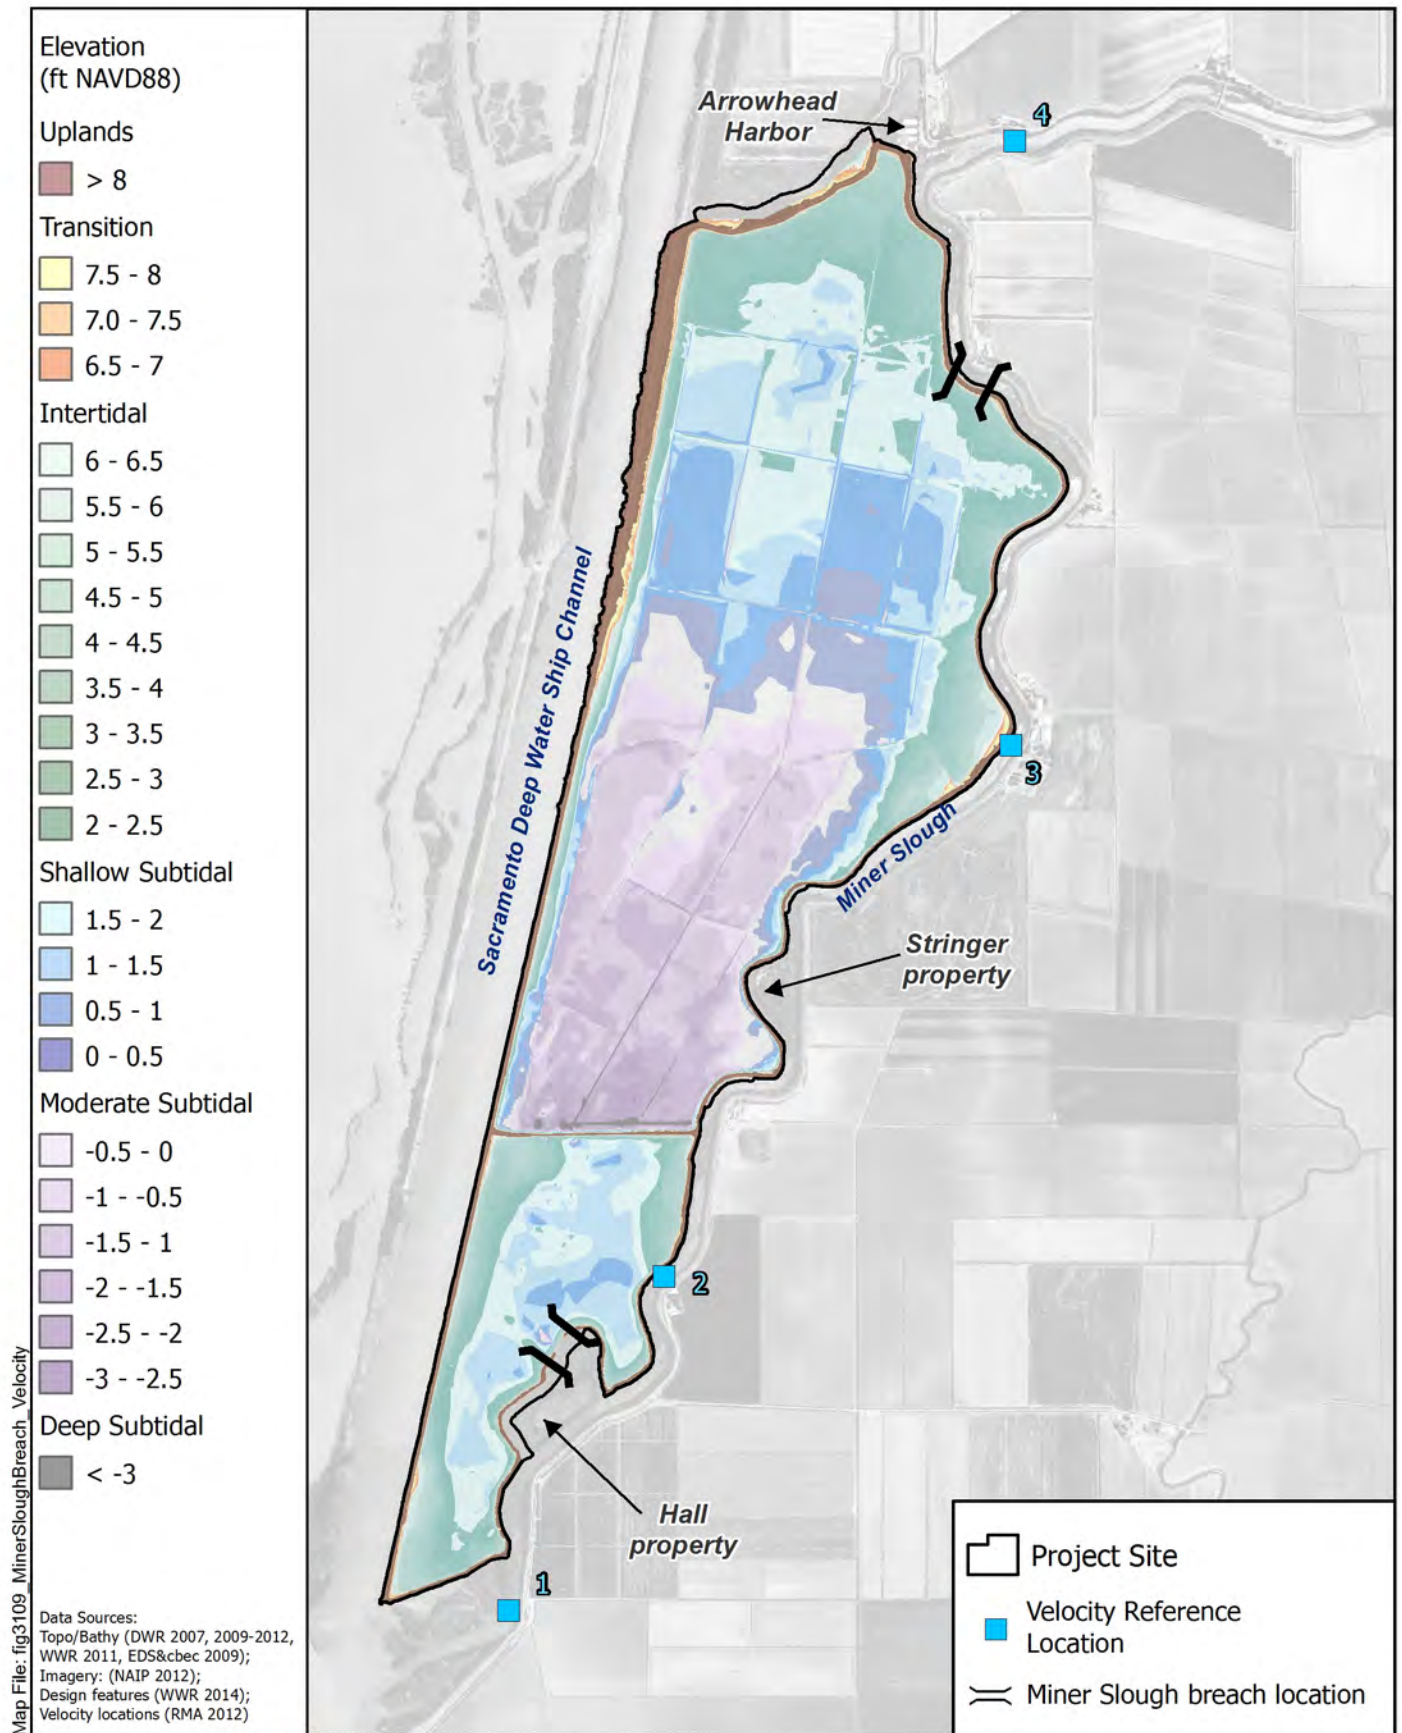 Elevation
(ft NAVD88)
Uplands
> 8
Transition
7.5 - 8
7.0 - 7.5
6.5 - 7
Intertidal
6 - 6.5
5.5 - 6
5 - 5.5
4.5 - 5
4 - 4.5
3.5 - 4
3 - 3.5
2.5 - 3
2 - 2.5
Shallow Subtidal
1.5 - 2
1 - 1.5
0.5 - 1
0 - 0.5
Moderate Subtidal
-0.5 - 0
-1 - -0.5
-1.5 - 1
-2 - -1.5
-2.5 - -2
-3 - -2.5
Deep Subtidal
< -3
Data Sources:
Topo/Bathy (DWR 2007, 2009-2012,
WWR 2011, EDS&cbec 2009);
Imagery: (NAIP 2012);
Design features (WWR 2014);
Velocity locations (RMA 2012)
Map File: fig3109_MinerSloughBreach_Velocity
Arrowhead
Harbor
4
Sacramento Deep Water Ship Channel
3
Miner Slough
Stringer
property
2
Hall
property
1
Project Site
Velocity Reference
Location
Miner Slough breach location